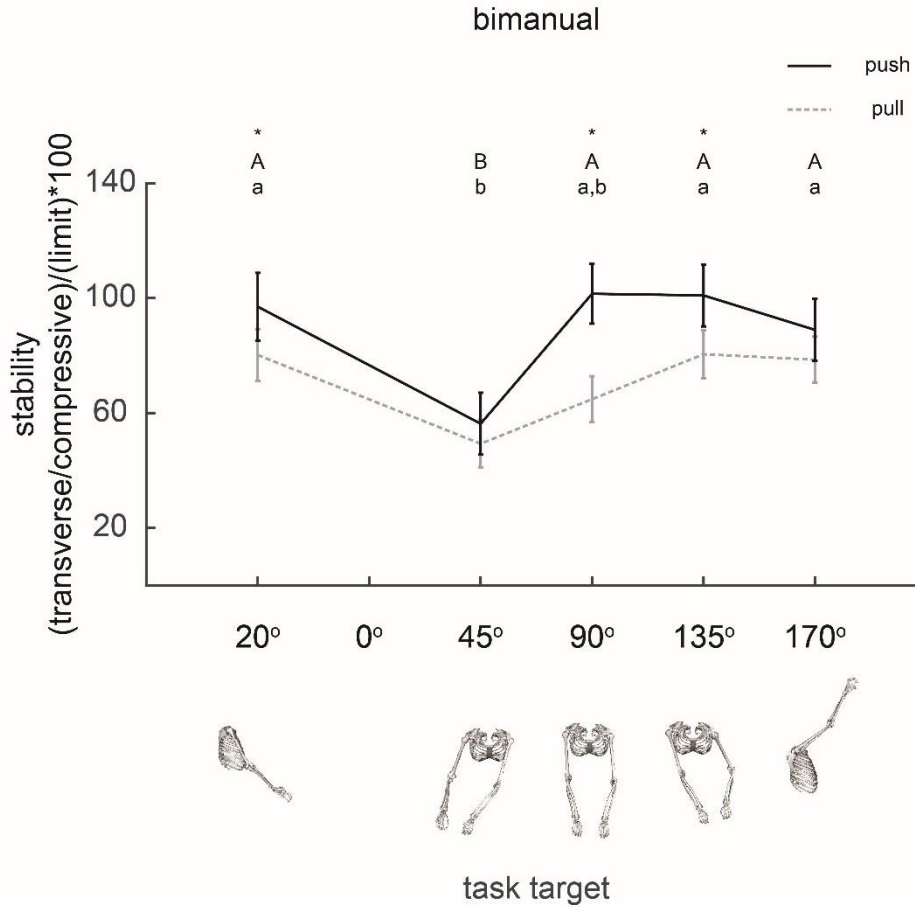 bimanual
push
pull
* * *
A B A A A
a b a,b a a
stability
(transverse/compressive)/(limit)*100
140
100
60
20
20° 0° 45° 90° 135° 170°
task target